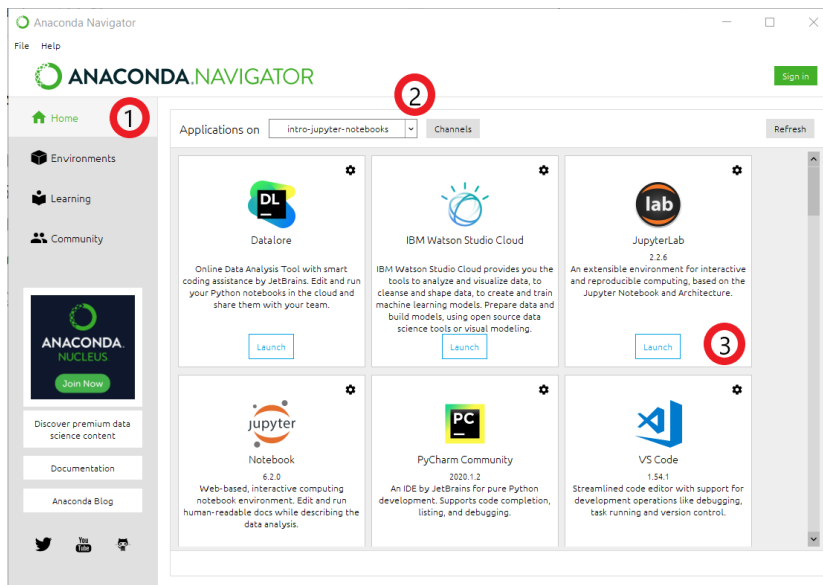 Anaconda Navigator
File Help
ANACONDA.NAVIGATOR
Sign in
Home
1
2
Environments
Learning
Community
ANACONDA.
NUCLEUS
Join Now
Discover premium data
science content
Documentation
Anaconda Blog
You
Tube
Applications on intro-jupyter-notebooks Channels Refresh
DL
Datalore
Online Data Analysis Tool with smart
coding assistance by JetBrains. Edit and run
your Python notebooks in the cloud and
share them with your team.
Launch
IBM Watson Studio Cloud
IBM Watson Studio Cloud provides you the
tools to analyze and visualize data, to
cleanse and shape data, to create and train
machine learning models. Prepare data and
build models, using open source data
science tools or visual modeling.
Launch
lab
JupyterLab
2.2.6
An extensible environment for interactive
and reproducible computing, based on the
Jupyter Notebook and Architecture.
Launch
3
jupyter
Notebook
6.2.0
Web-based, interactive computing
notebook environment. Edit and run
human-readable docs while describing the
data analysis.
PC
PyCharm Community
2020.1.2
An IDE by JetBrains for pure Python
development. Supports code completion,
listing, and debugging.
VS Code
1.54.1
Streamlined code editor with support for
development operations like debugging,
task running and version control.